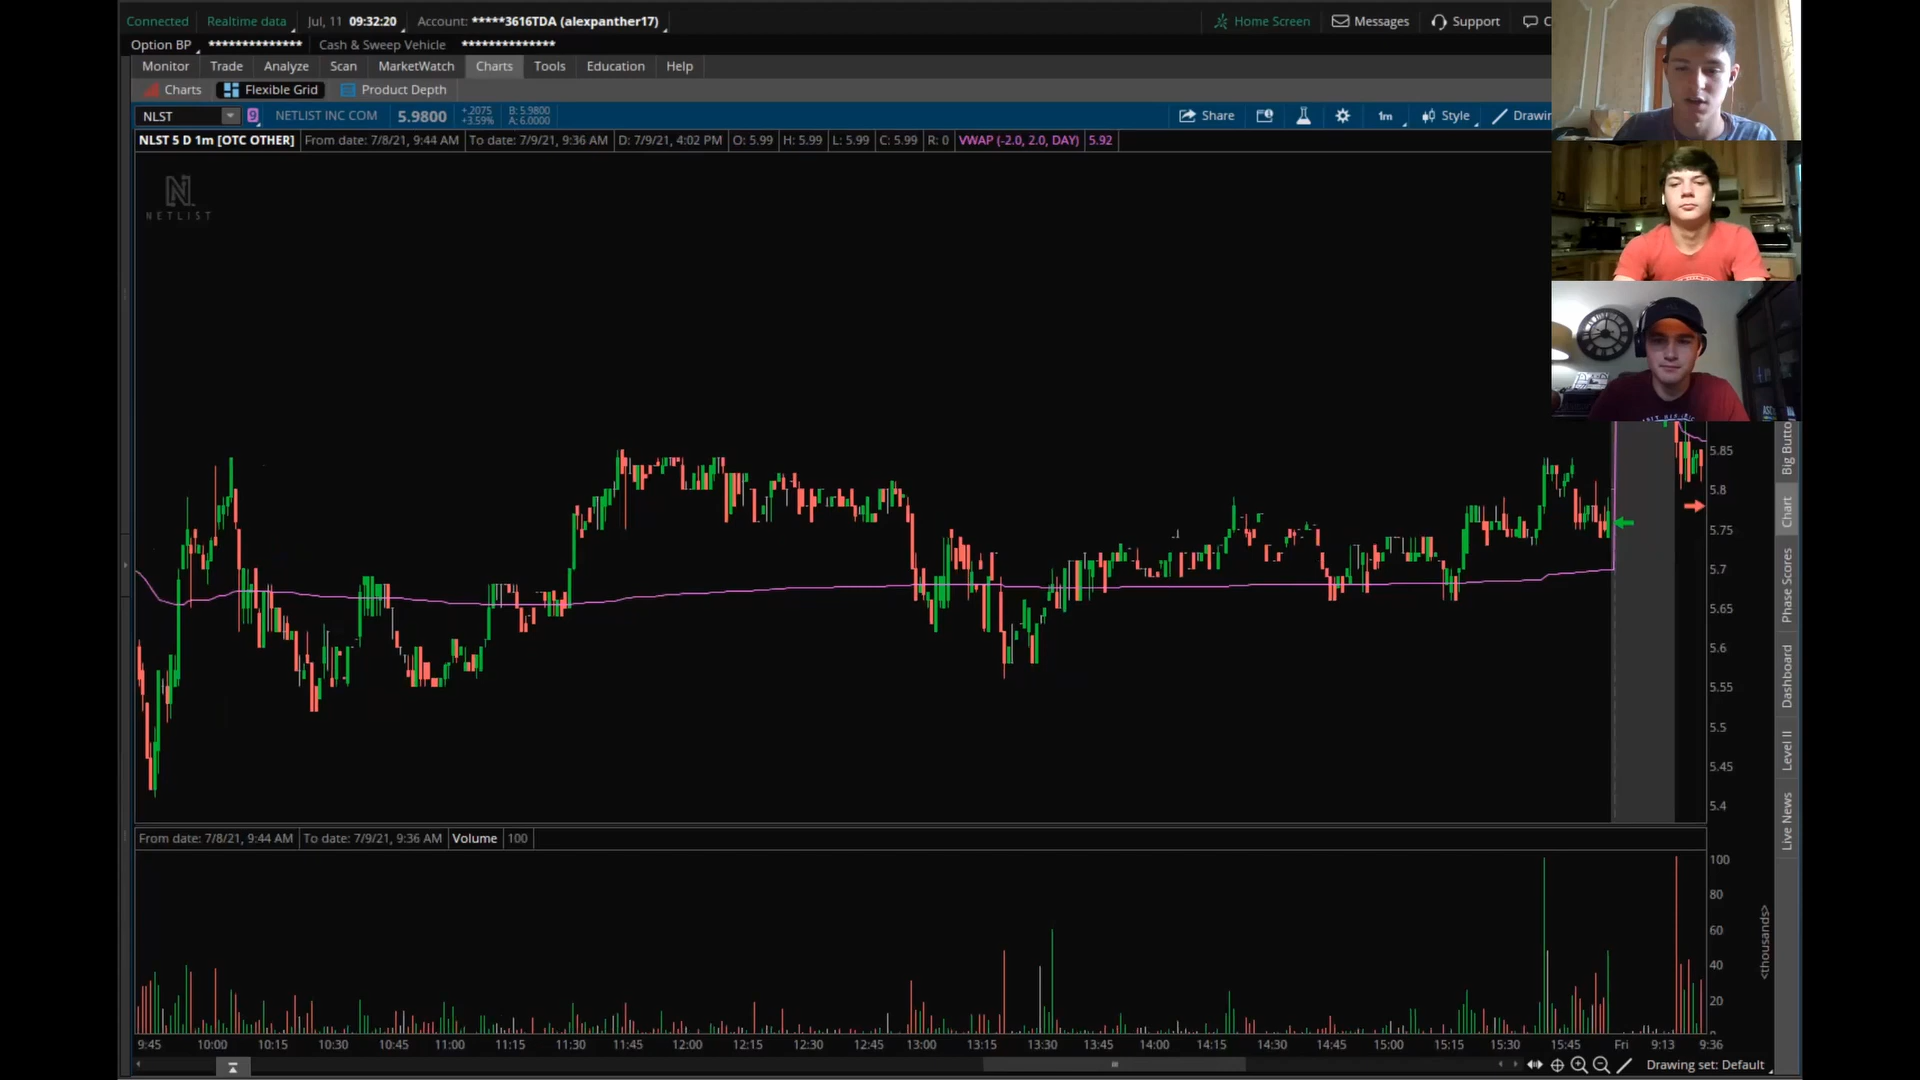 Connected Realtime data Jul, 11 09:32:20 Account: *****3616TDA (alexpanther17) Home Screen Messages Support C
Option BP ************** Cash & Sweep Vehicle **************
Monitor Trade Analyze Scan MarketWatch Charts Tools Education Help
Charts Flexible Grid Product Depth
NLST 9 NETLIST INC COM 5.9800 +.2075 +3.59% B: 5.9800 A: 6.0000 Share 1m Style Drawin
NLST 5 D 1m [OTC OTHER] From date: 7/8/21, 9:44 AM To date: 7/9/21, 9:36 AM D: 7/9/21, 4:02 PM O: 5.99 H: 5.99 L: 5.99 C: 5.99 R: 0 VWAP (-2.0, 2.0, DAY) 5.92
N
NETLIST
5.85
5.8
5.75
5.7
5.65
5.6
5.55
5.5
5.45
5.4
Big Butto
Chart
Phase Scores
Dashboard
Level II
Live News
From date: 7/8/21, 9:44 AM To date: 7/9/21, 9:36 AM Volume 100
100
80
60
40
20
0
<thousands>
9:45 10:00 10:15 10:30 10:45 11:00 11:15 11:30 11:45 12:00 12:15 12:30 12:45 13:00 13:15 13:30 13:45 14:00 14:15 14:30 14:45 15:00 15:15 15:30 15:45 Fri 9:13 9:36
Drawing set: Default